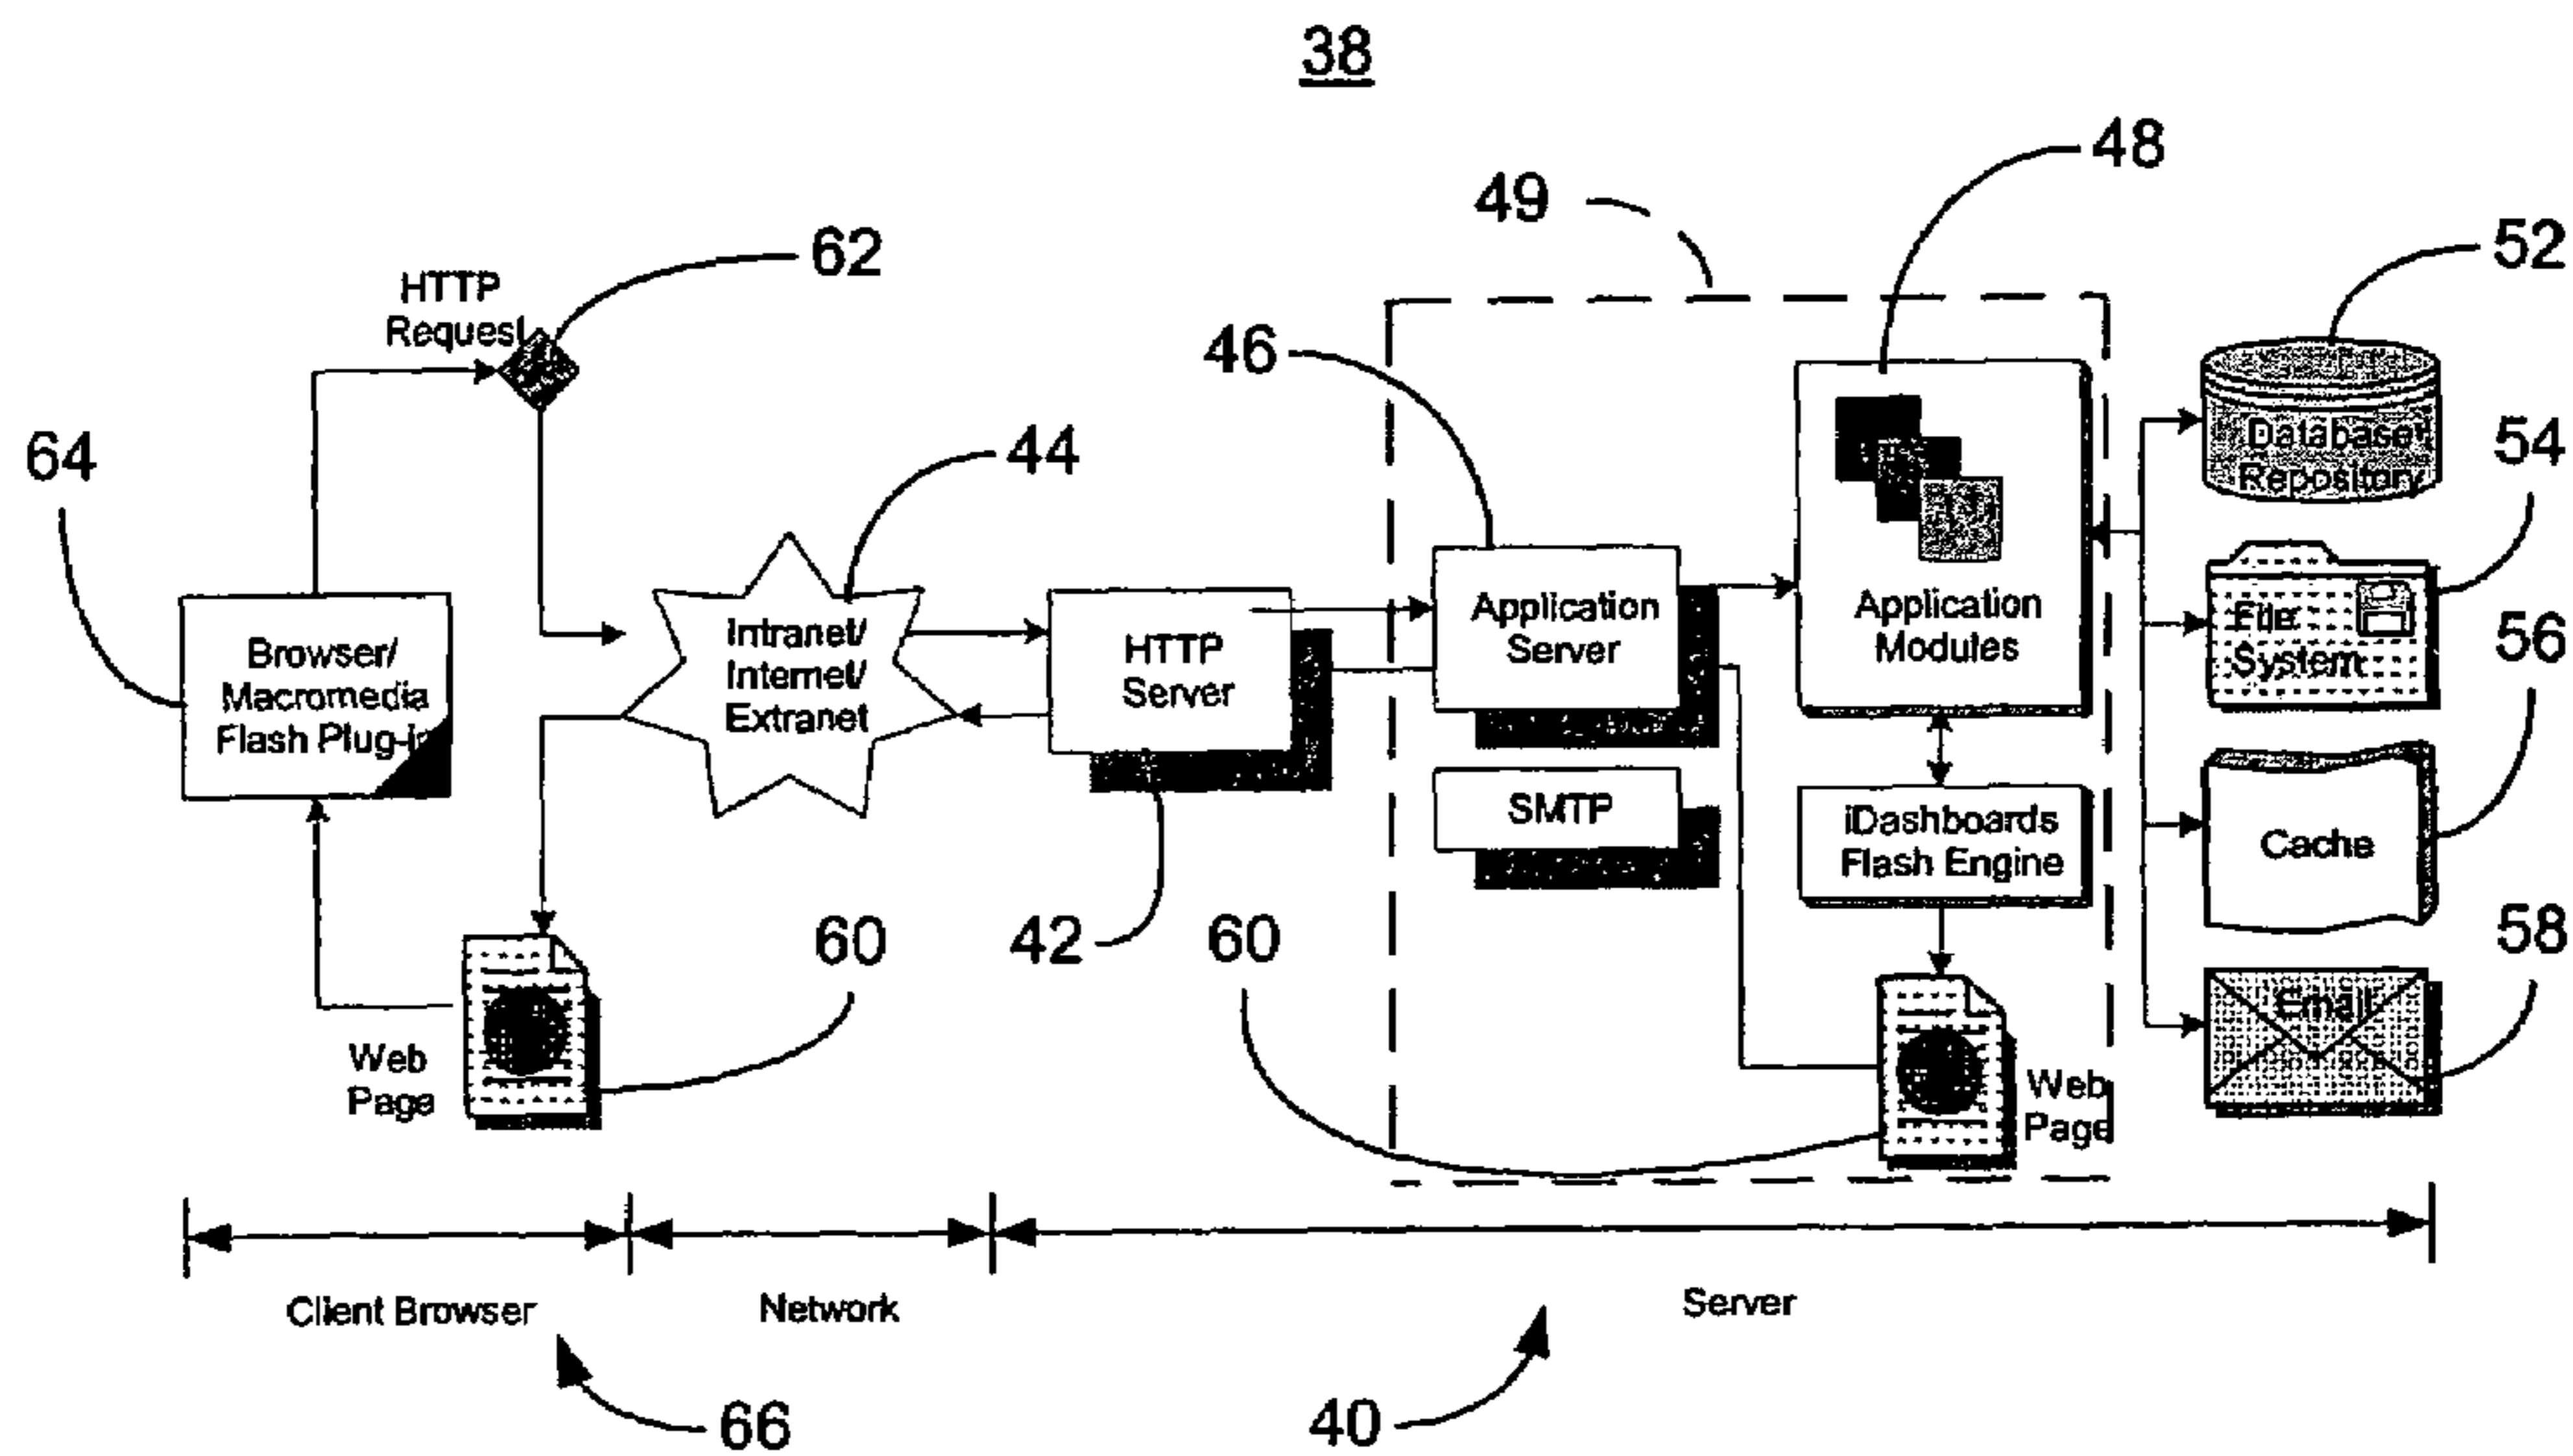 38
48
49
52
62
HTTP
Request
46
54
64
44
Database
Repository
56
File
System
Intranet/
Internet/
Extranet
HTTP
Server
Application
Server
Application
Modules
Browser/
Macromedia
Flash Plug-in
SMTP
iDashboards
Flash Engine
Cache
58
60
42
60
Email
Web
Page
Web
Page
Client Browser
Network
Server
66
40